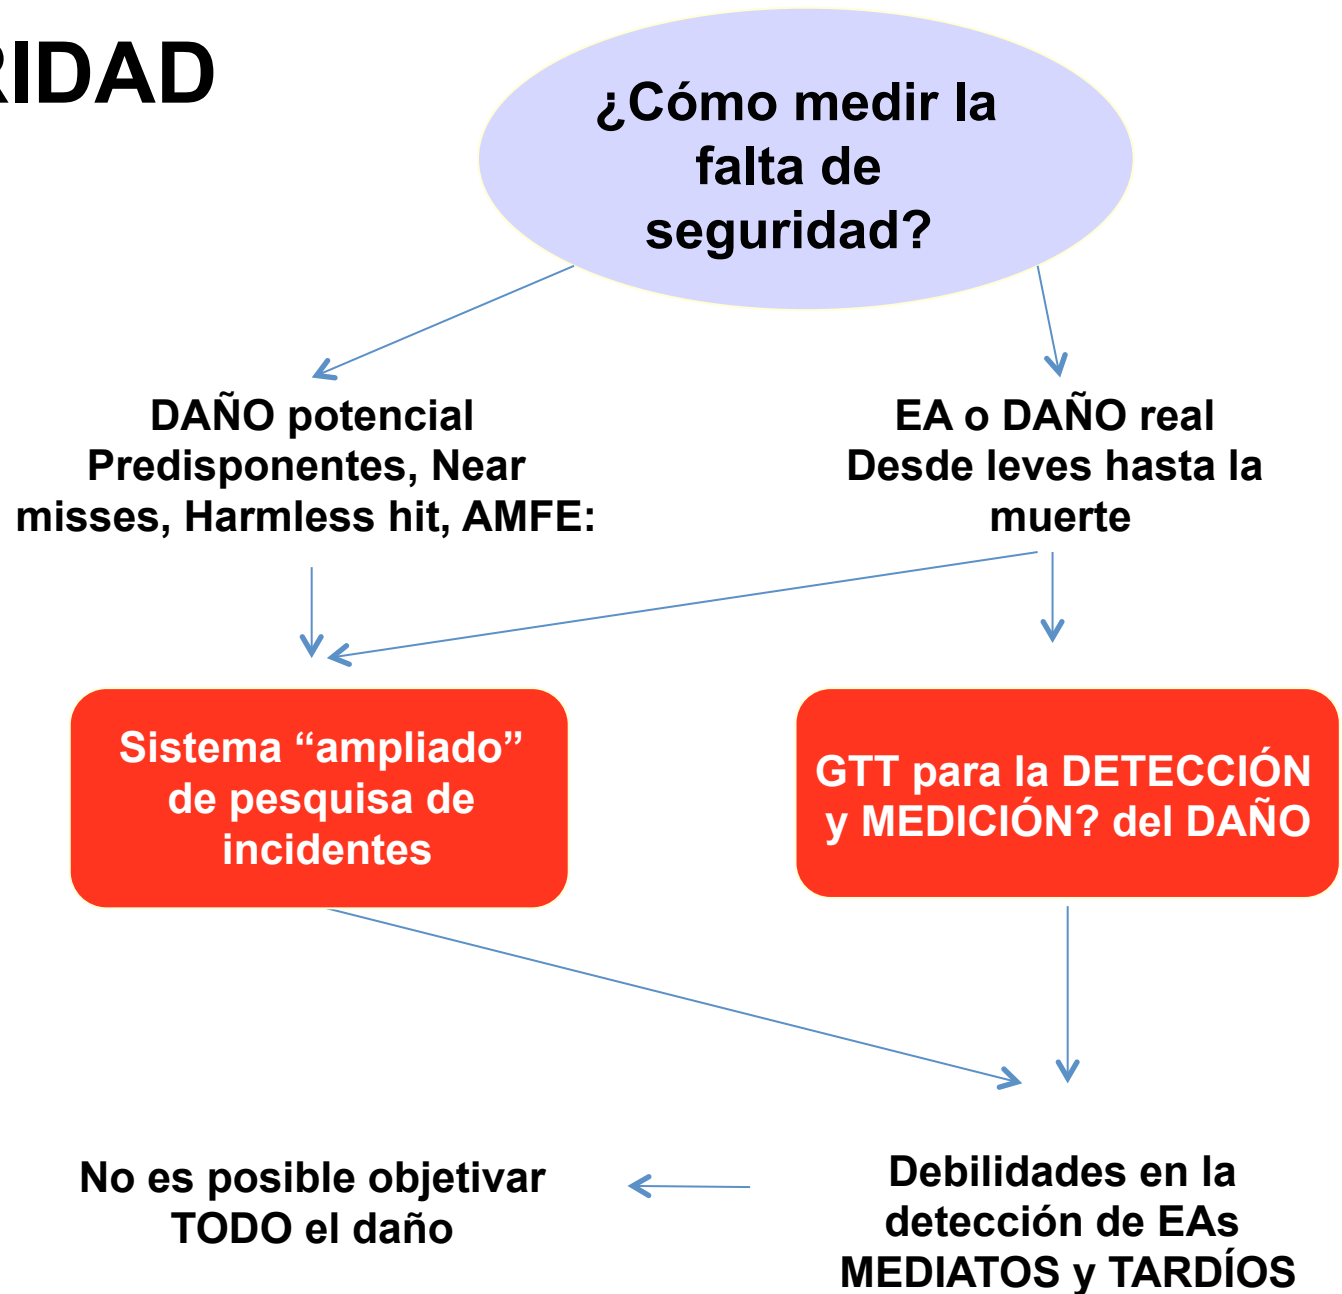 RIDAD
¿Cómo medir la
falta de
seguridad?
DAÑO potencial
Predisponentes, Near
misses, Harmless hit, AMFE:
EA o DAÑO real
Desde leves hasta la
muerte
Sistema “ampliado”
de pesquisa de
incidentes
GTT para la DETECCIÓN
y MEDICIÓN? del DAÑO
No es posible objetivar
TODO el daño
Debilidades en la
detección de EAs
MEDIATOS y TARDÍOS